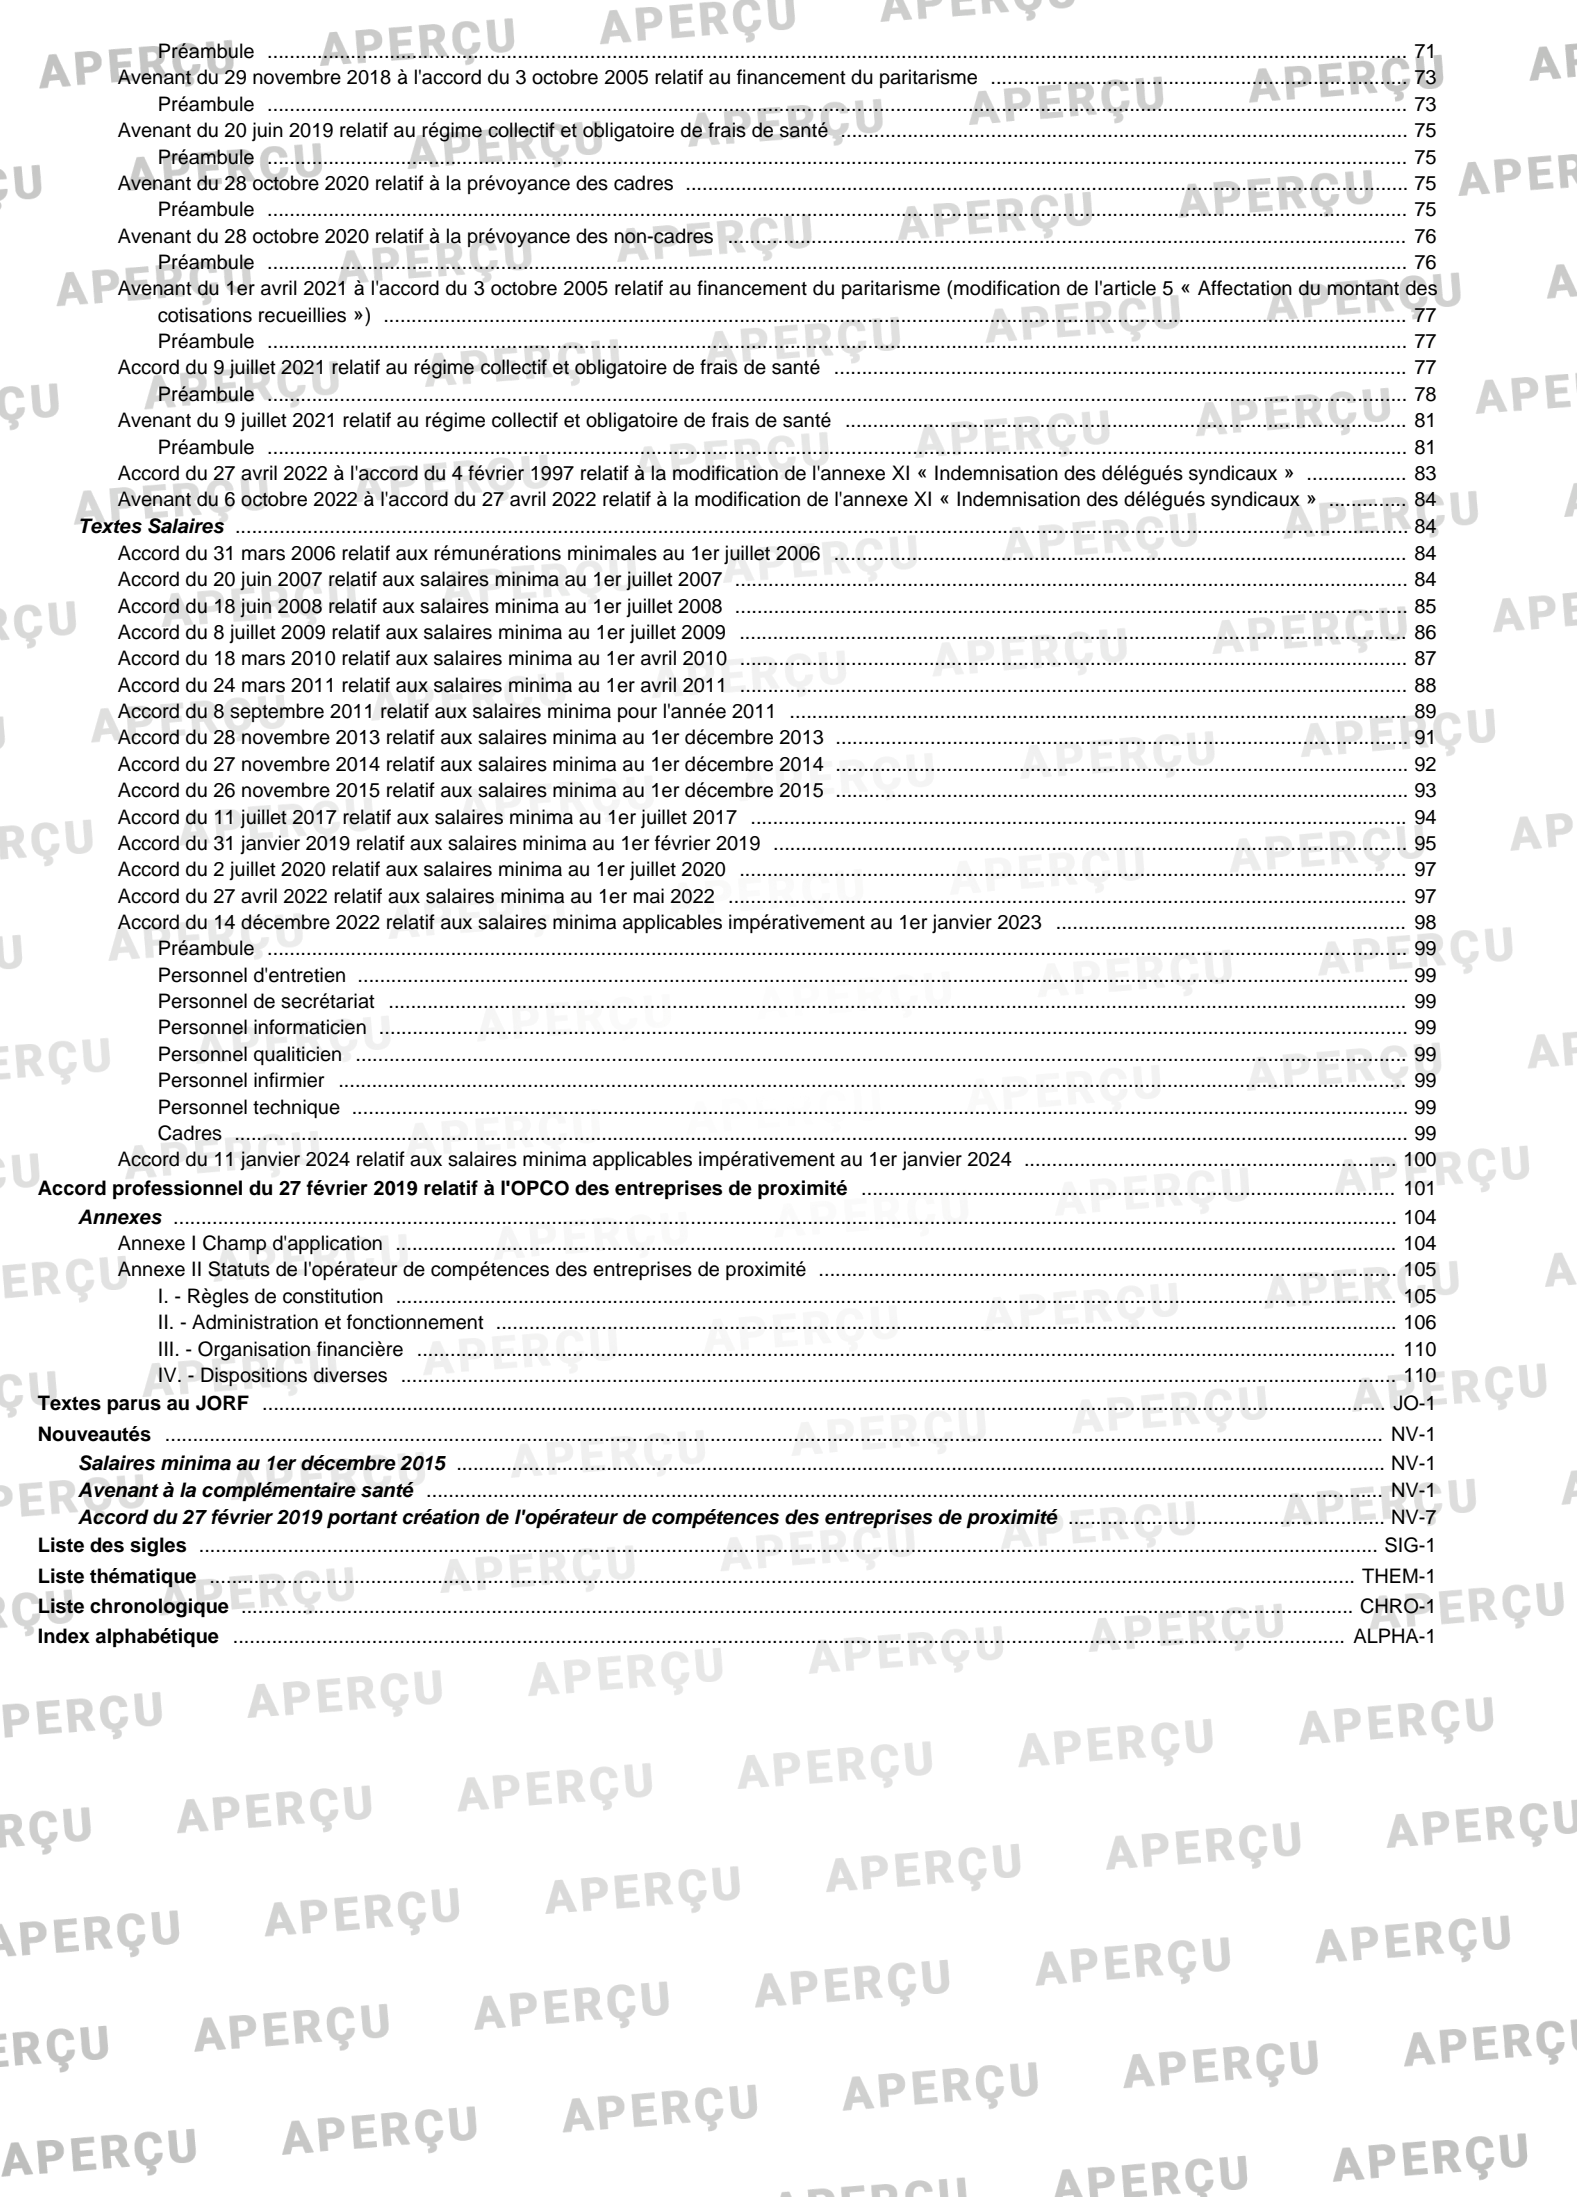 Préambule ........ 71
Avenant du 29 novembre 2018 à l'accord du 3 octobre 2005 relatif au financement du paritarisme ........ 73
Préambule ........ 73
Avenant du 20 juin 2019 relatif au régime collectif et obligatoire de frais de santé ........ 75
Préambule ........ 75
Avenant du 28 octobre 2020 relatif à la prévoyance des cadres ........ 75
Préambule ........ 75
Avenant du 28 octobre 2020 relatif à la prévoyance des non-cadres ........ 76
Préambule ........ 76
Avenant du 1er avril 2021 à l'accord du 3 octobre 2005 relatif au financement du paritarisme (modification de l'article 5 « Affectation du montant des
cotisations recueillies ») ........ 77
Préambule ........ 77
Accord du 9 juillet 2021 relatif au régime collectif et obligatoire de frais de santé ........ 77
Préambule ........ 78
Avenant du 9 juillet 2021 relatif au régime collectif et obligatoire de frais de santé ........ 81
Préambule ........ 81
Accord du 27 avril 2022 à l'accord du 4 février 1997 relatif à la modification de l'annexe XI « Indemnisation des délégués syndicaux » ........ 83
Avenant du 6 octobre 2022 à l'accord du 27 avril 2022 relatif à la modification de l'annexe XI « Indemnisation des délégués syndicaux » ........ 84
Textes Salaires ........ 84
Accord du 31 mars 2006 relatif aux rémunérations minimales au 1er juillet 2006 ........ 84
Accord du 20 juin 2007 relatif aux salaires minima au 1er juillet 2007 ........ 84
Accord du 18 juin 2008 relatif aux salaires minima au 1er juillet 2008 ........ 85
Accord du 8 juillet 2009 relatif aux salaires minima au 1er juillet 2009 ........ 86
Accord du 18 mars 2010 relatif aux salaires minima au 1er avril 2010 ........ 87
Accord du 24 mars 2011 relatif aux salaires minima au 1er avril 2011 ........ 88
Accord du 8 septembre 2011 relatif aux salaires minima pour l'année 2011 ........ 89
Accord du 28 novembre 2013 relatif aux salaires minima au 1er décembre 2013 ........ 91
Accord du 27 novembre 2014 relatif aux salaires minima au 1er décembre 2014 ........ 92
Accord du 26 novembre 2015 relatif aux salaires minima au 1er décembre 2015 ........ 93
Accord du 11 juillet 2017 relatif aux salaires minima au 1er juillet 2017 ........ 94
Accord du 31 janvier 2019 relatif aux salaires minima au 1er février 2019 ........ 95
Accord du 2 juillet 2020 relatif aux salaires minima au 1er juillet 2020 ........ 97
Accord du 27 avril 2022 relatif aux salaires minima au 1er mai 2022 ........ 97
Accord du 14 décembre 2022 relatif aux salaires minima applicables impérativement au 1er janvier 2023 ........ 98
Préambule ........ 99
Personnel d'entretien ........ 99
Personnel de secrétariat ........ 99
Personnel informaticien ........ 99
Personnel qualiticien ........ 99
Personnel infirmier ........ 99
Personnel technique ........ 99
Cadres ........ 99
Accord du 11 janvier 2024 relatif aux salaires minima applicables impérativement au 1er janvier 2024 ........ 100
Accord professionnel du 27 février 2019 relatif à l'OPCO des entreprises de proximité ........ 101
Annexes ........ 104
Annexe I Champ d'application ........ 104
Annexe II Statuts de l'opérateur de compétences des entreprises de proximité ........ 105
I. - Règles de constitution ........ 105
II. - Administration et fonctionnement ........ 106
III. - Organisation financière ........ 110
IV. - Dispositions diverses ........ 110
Textes parus au JORF ........ JO-1
Nouveautés ........ NV-1
Salaires minima au 1er décembre 2015 ........ NV-1
Avenant à la complémentaire santé ........ NV-1
Accord du 27 février 2019 portant création de l'opérateur de compétences des entreprises de proximité ........ NV-7
Liste des sigles ........ SIG-1
Liste thématique ........ THEM-1
Liste chronologique ........ CHRO-1
Index alphabétique ........ ALPHA-1
APERÇU